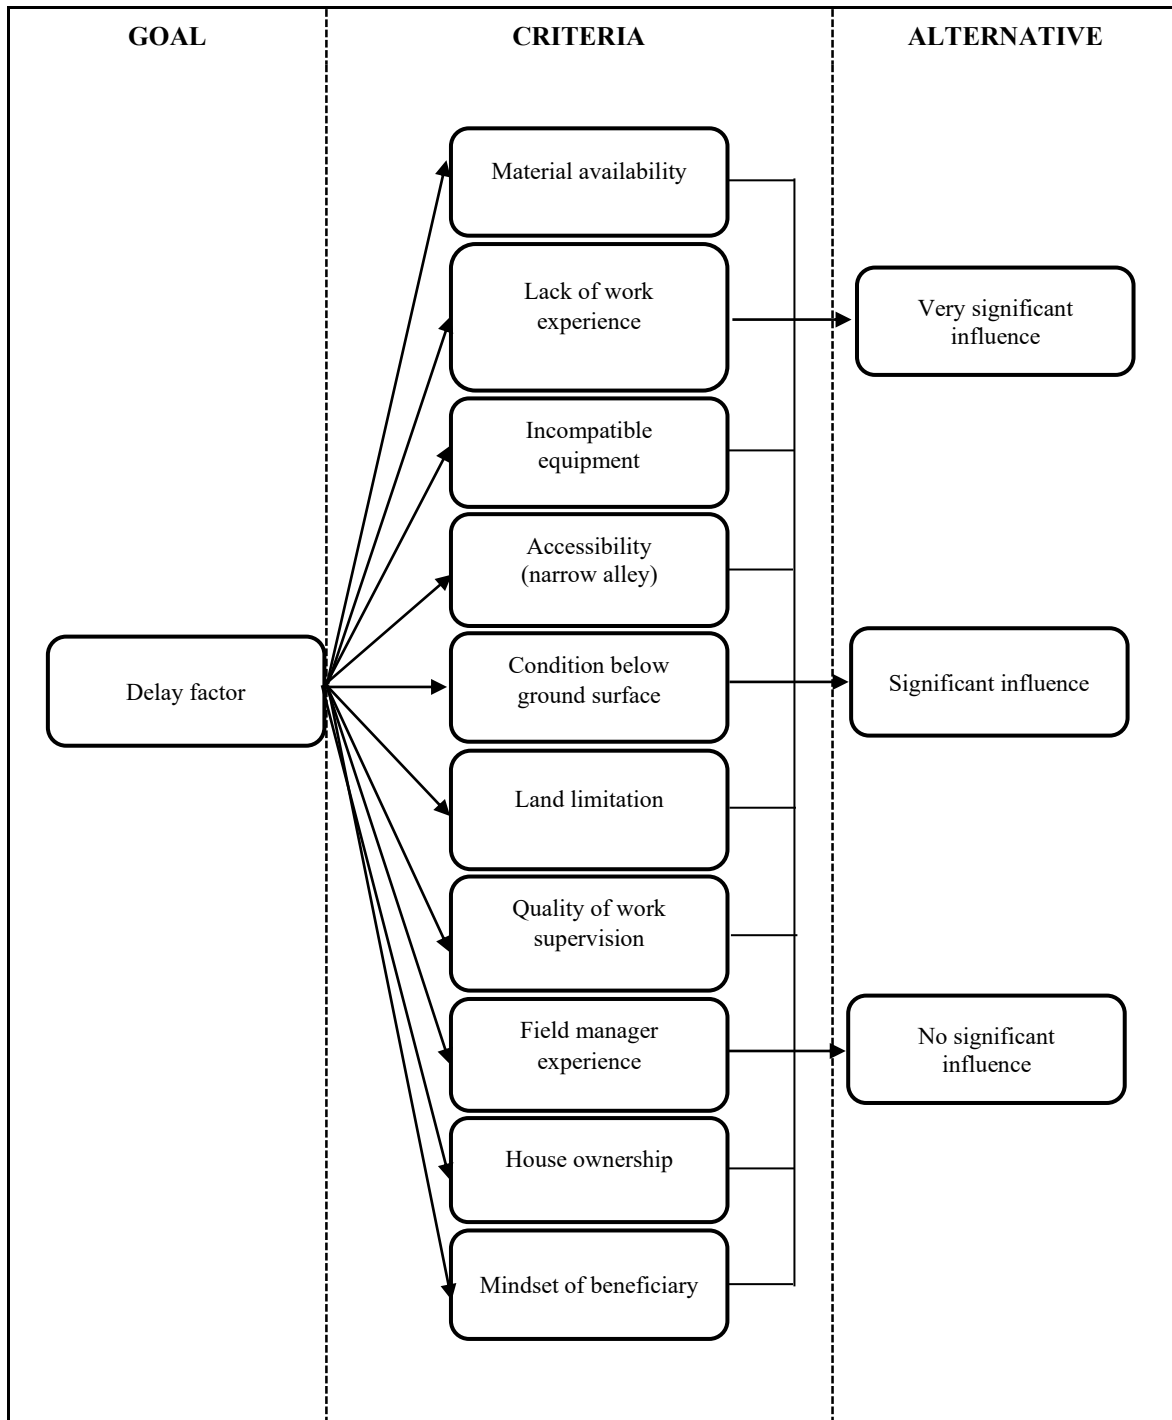 GOAL
CRITERIA
ALTERNATIVE
Delay factor
Material availability
Lack of work
experience
Incompatible
equipment
Accessibility
(narrow alley)
Condition below
ground surface
Land limitation
Quality of work
supervision
Field manager
experience
House ownership
Mindset of beneficiary
Very significant
influence
Significant influence
No significant
influence